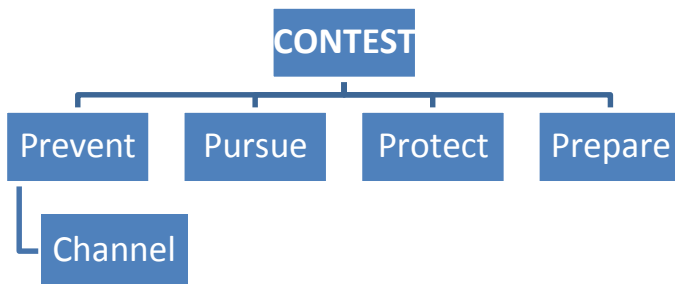 CONTEST
Prevent
Pursue
Protect
Prepare
Channel